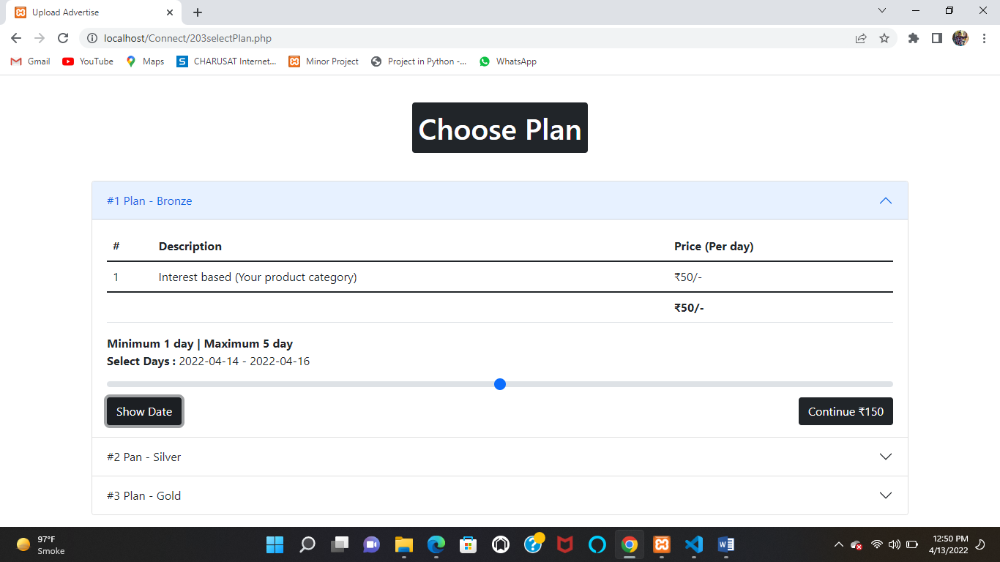 Upload Advertise
localhost/Connect/203selectPlan.php
Gmail YouTube Maps CHARUSAT Internet... Minor Project Project in Python -... WhatsApp
Choose Plan
#1 Plan - Bronze
# Description Price (Per day)
1 Interest based (Your product category) ₹50/-
₹50/-
Minimum 1 day | Maximum 5 day
Select Days : 2022-04-14 - 2022-04-16
Show Date Continue ₹150
#2 Pan - Silver
#3 Plan - Gold
97°F
Smoke
12:50 PM
4/13/2022